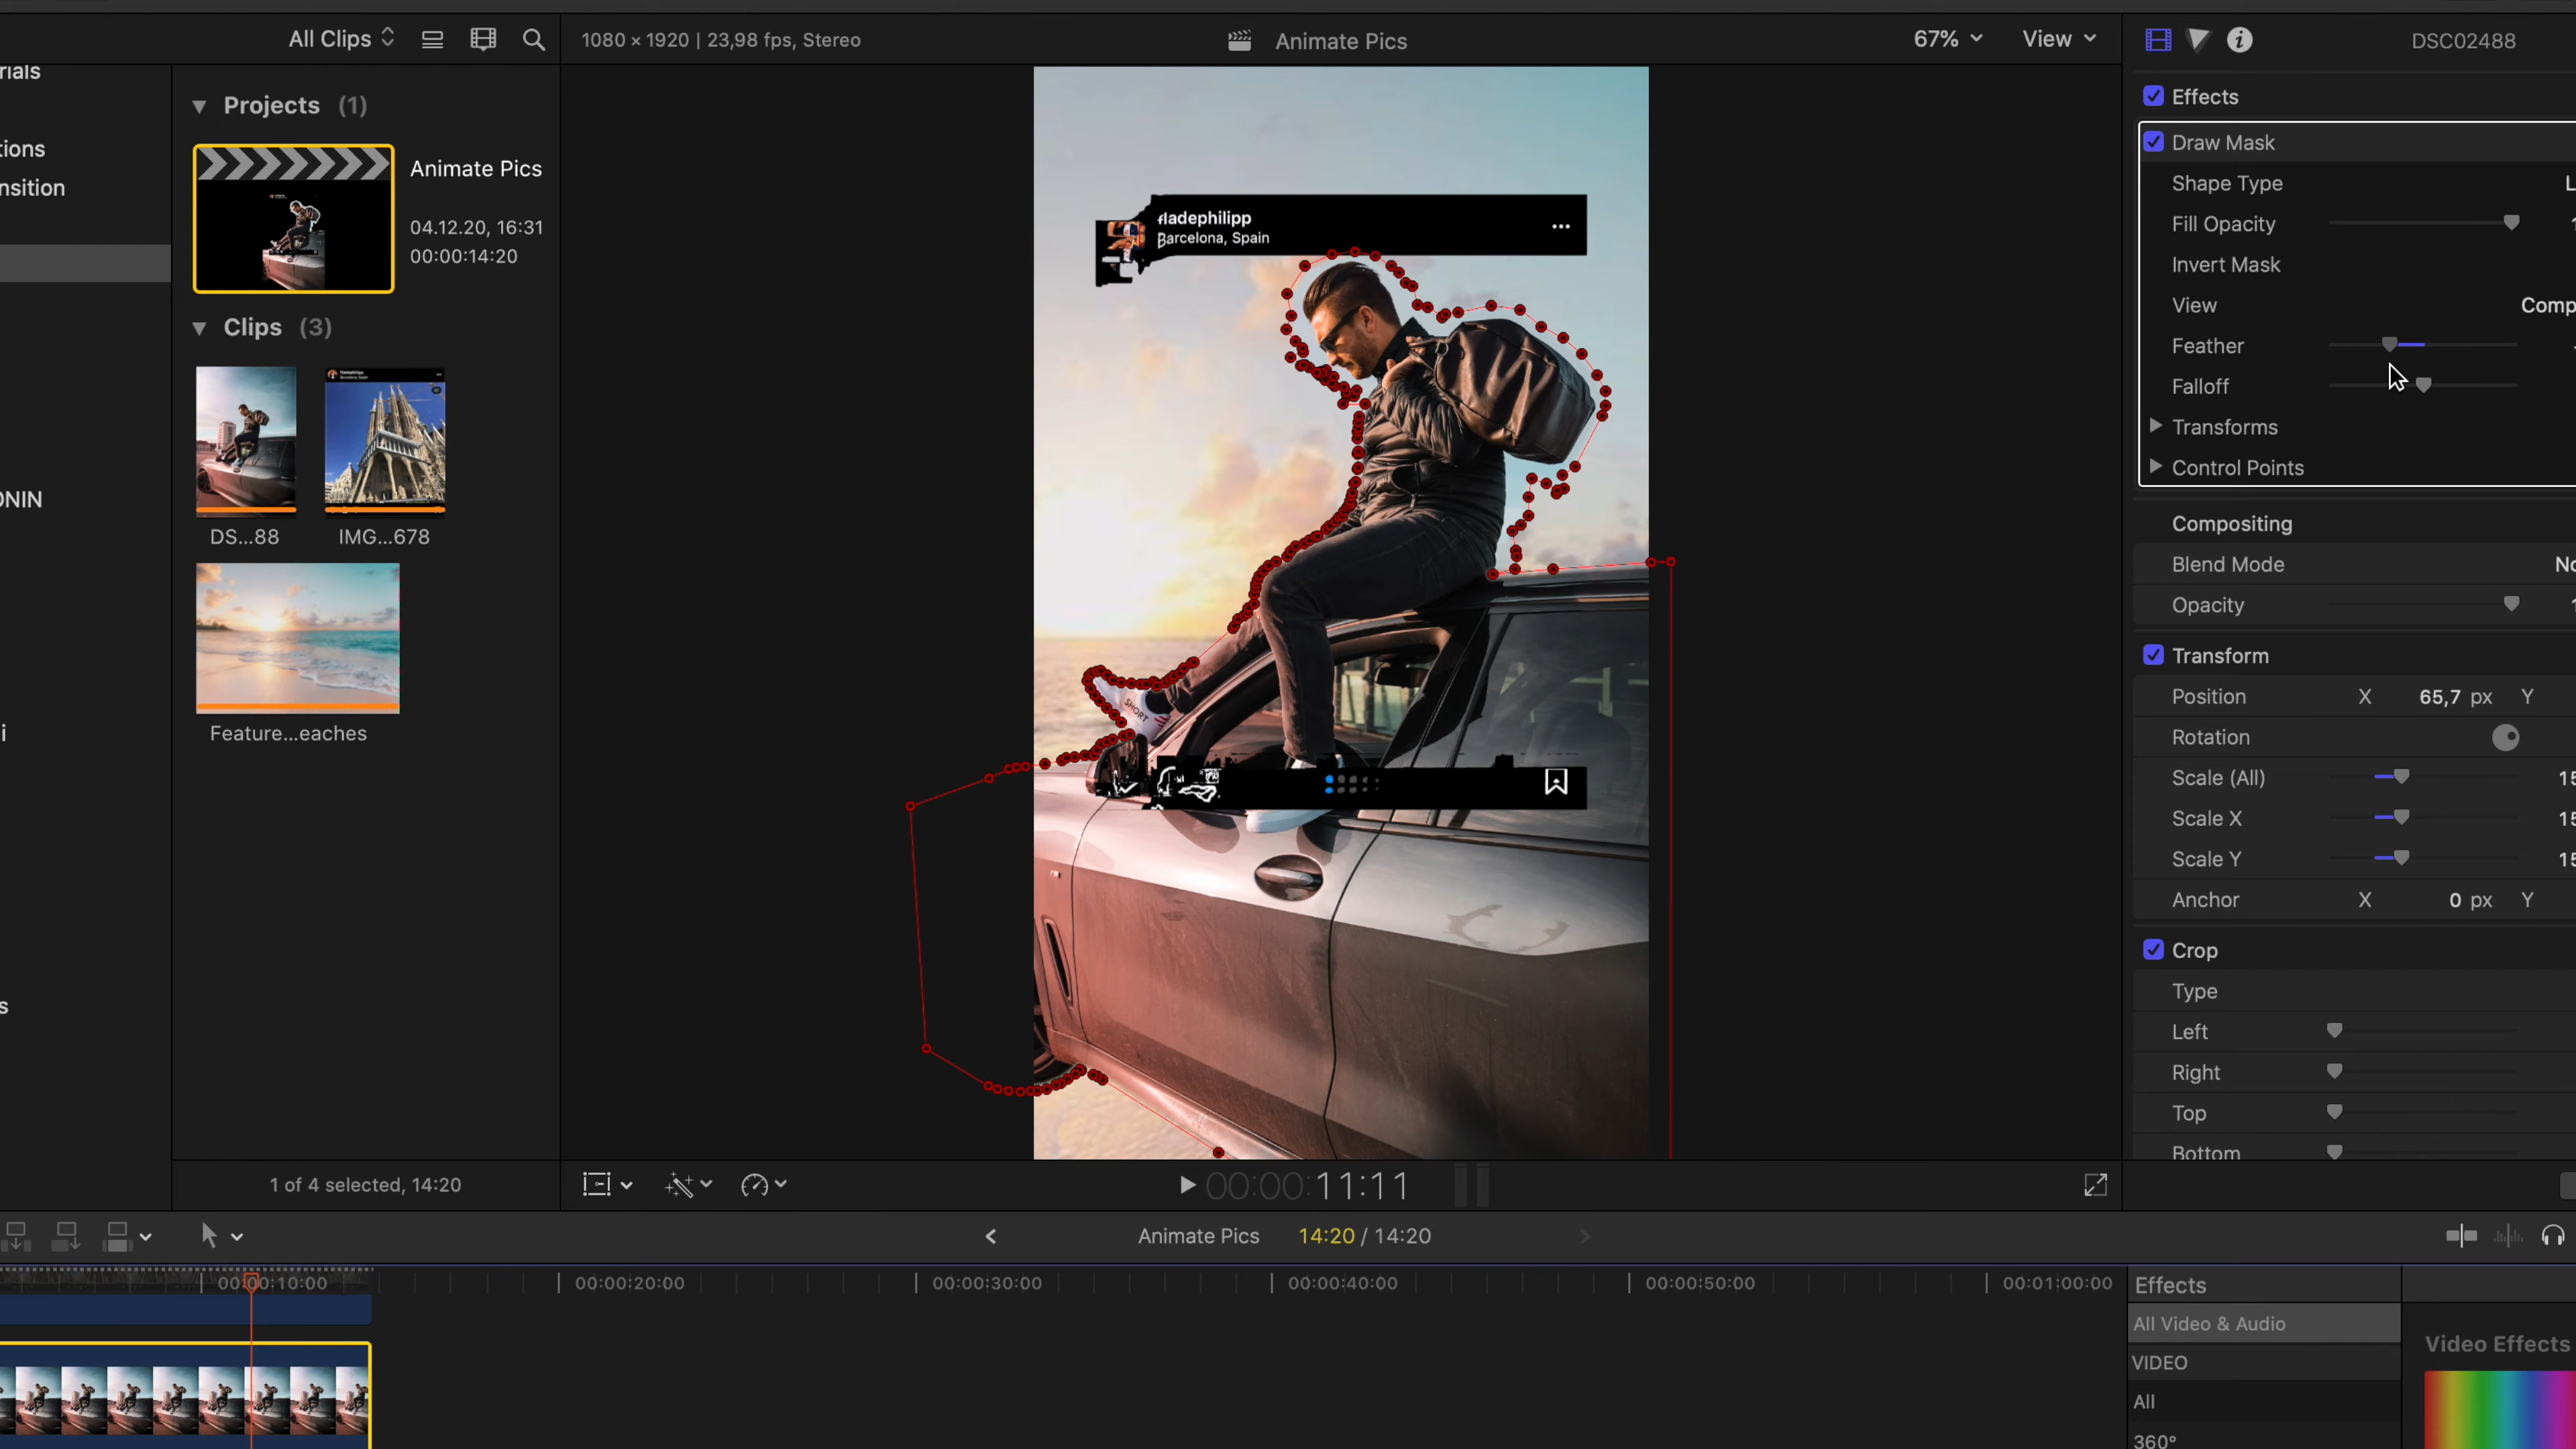 All Clips
1080 × 1920 | 23,98 fps, Stereo
Animate Pics
67%
View
DSC02488
rials
tions
nsition
ONIN
i
s
Projects (1)
Animate Pics
04.12.20, 16:31
00:00:14:20
Clips (3)
DS...88
IMG...678
Feature...eaches
1 of 4 selected, 14:20
fladephilipp
Barcelona, Spain
SHORT
Effects
Draw Mask
Shape Type
L
Fill Opacity
1
Invert Mask
View
Comp
Feather
Falloff
Transforms
Control Points
Compositing
Blend Mode
No
Opacity
1
Transform
Position X 65,7 px Y
Rotation
Scale (All)
15
Scale X
15
Scale Y
15
Anchor X 0 px Y
Crop
Type
Left
Right
Top
Bottom
00:00:11:11
Animate Pics
14:20 / 14:20
00:00:10:00
00:00:20:00
00:00:30:00
00:00:40:00
00:00:50:00
00:01:00:00
Effects
All Video & Audio
VIDEO
All
360°
Video Effects